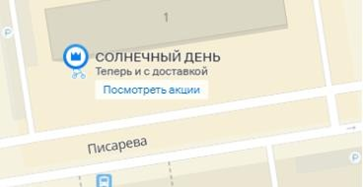 1
СОЛНЕЧНЫЙ ДЕНЬ
Теперь и с доставкой
Посмотреть акции
Писарева